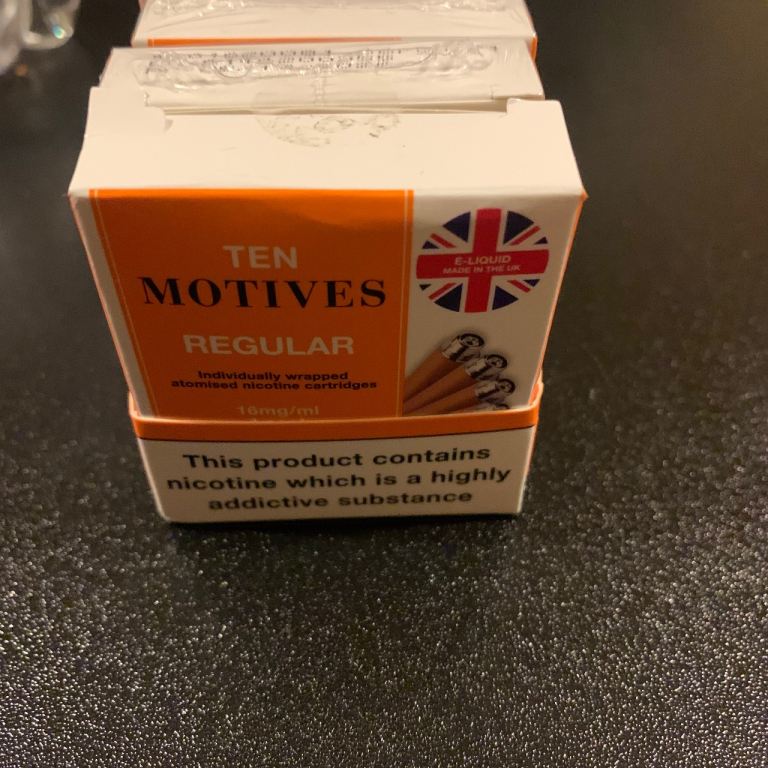 TEN
MOTIVES
REGULAR
Individually wrapped
atomised nicotine cartridges
16mg/ml
E-LIQUID
MADE IN THE UK
This product contains
nicotine which is a highly
addictive substance